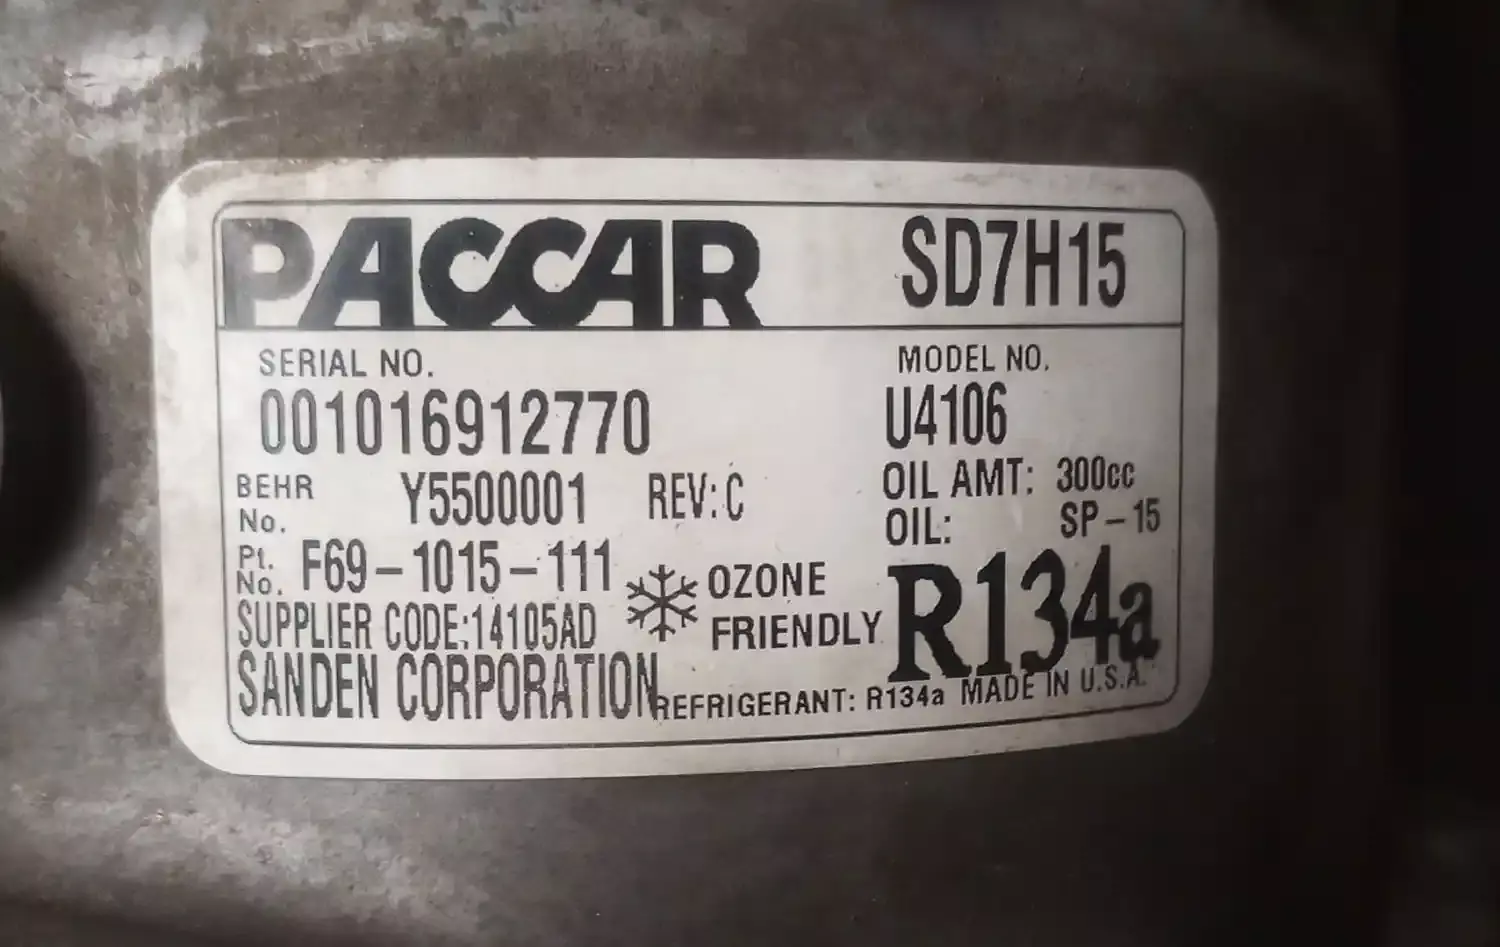 PACCAR SD7H15
SERIAL NO. MODEL NO.
001016912770 U4106
BEHR No. Y5500001 REV: C
OIL AMT: 300cc
OIL: SP-15
Pt. No. F69-1015-111
OZONE FRIENDLY
R134a
SUPPLIER CODE:14105AD
SANDEN CORPORATION
REFRIGERANT: R134a MADE IN U.S.A.